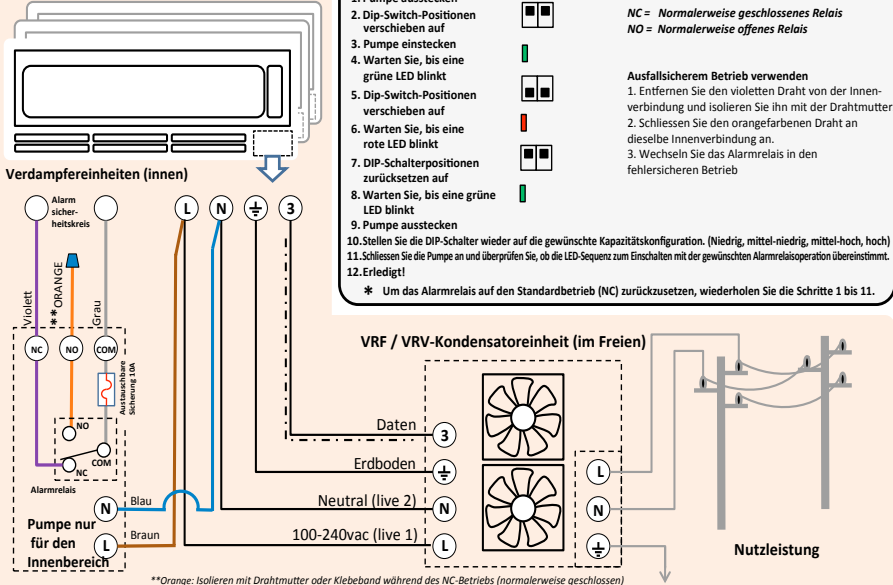 1. Pumpe ausstecken
2. Dip-Switch-Positionen
verschieben auf
3. Pumpe einstecken
4. Warten Sie, bis eine
grüne LED blinkt
5. Dip-Switch-Positionen
verschieben auf
6. Warten Sie, bis eine
rote LED blinkt
7. DIP-Schalterpositionen
zurücksetzen auf
8. Warten Sie, bis eine grüne
LED blinkt
9. Pumpe ausstecken
10. Stellen Sie die DIP-Schalter wieder auf die gewünschte Kapazitätskonfiguration. (Niedrig, mittel-niedrig, mittel-hoch, hoch)
11. Schliessen Sie die Pumpe an und überprüfen Sie, ob die LED-Sequenz zum Einschalten mit der gewünschten Alarmrelaisoperation übereinstimmt.
12. Erledigt!
* Um das Alarmrelais auf den Standardbetrieb (NC) zurückzusetzen, wiederholen Sie die Schritte 1 bis 11.
NC = Normalerweise geschlossenes Relais
NO = Normalerweise offenes Relais
Ausfallsicherem Betrieb verwenden
1. Entfernen Sie den violetten Draht von der Innen-
verbindung und isolieren Sie ihn mit der Drahtmutter
2. Schliessen Sie den orangefarbenen Draht an
dieselbe Innenverbindung an.
3. Wechseln Sie das Alarmrelais in den
fehlersicheren Betrieb
Verdampfereinheiten (innen)
Alarm
sicher-
heitskreis
L
N
3
Violett
**ORANGE
Grau
NC
NO
COM
Austauschbare
Sicherung 10A
NO
COM
NC
Alarmrelais
N
Blau
Pumpe nur
für den
Innenbereich
L
Braun
VRF / VRV-Kondensatoreinheit (im Freien)
Daten
3
Erdboden
Neutral (live 2)
N
100-240vac (live 1)
L
L
N
Nutzleistung
**Orange: Isolieren mit Drahtmutter oder Klebeband während des NC-Betriebs (normalerweise geschlossen)